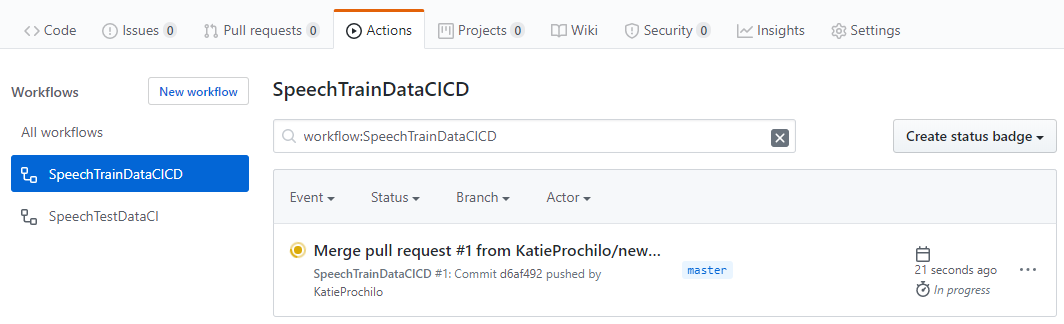 Code Issues 0 Pull requests 0 Actions Projects 0 Wiki Security 0 Insights Settings
Workflows
New workflow
All workflows
SpeechTrainDataCICD
SpeechTestDataCI
SpeechTrainDataCICD
workflow:SpeechTrainDataCICD
Create status badge
Event Status Branch Actor
Merge pull request #1 from KatieProchilo/new...
SpeechTrainDataCICD #1: Commit d6af492 pushed by
KatieProchilo
master
21 seconds ago
In progress